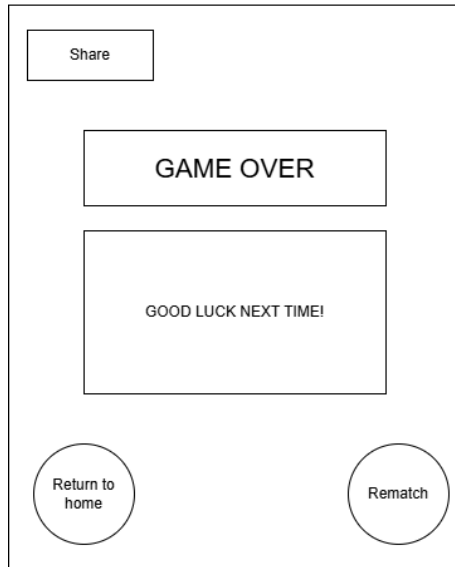 Share
GAME OVER
GOOD LUCK NEXT TIME!
Return to
home
Rematch